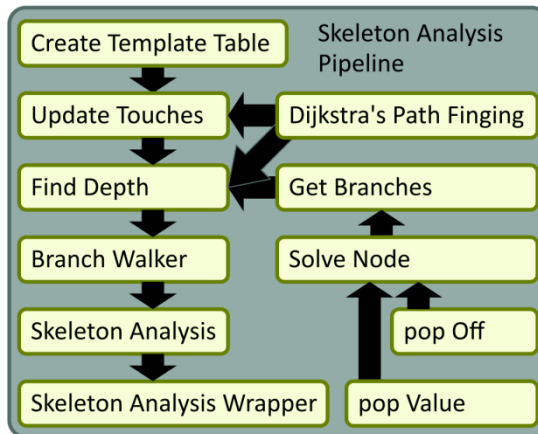 Create Template Table
Skeleton Analysis
Pipeline
Update Touches
Dijkstra's Path Finging
Find Depth
Get Branches
Branch Walker
Solve Node
Skeleton Analysis
pop Off
Skeleton Analysis Wrapper
pop Value